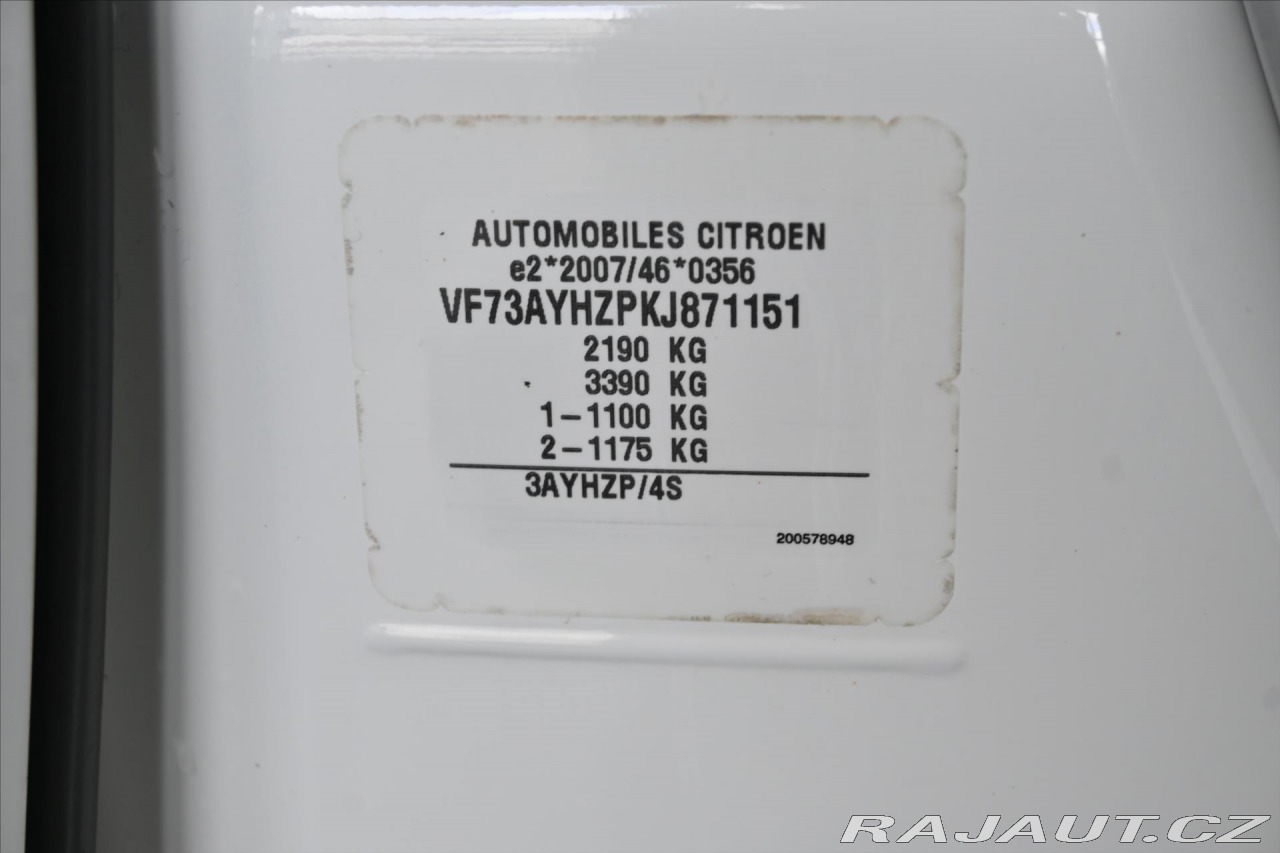 AUTOMOBILES CITROEN
e2*2007/46*0356
VF73AYHZPKJ871151
2190 KG
3390 KG
1-1100 KG
2-1175 KG
3AYHZP/4S
200578948
RAJAUT.CZ